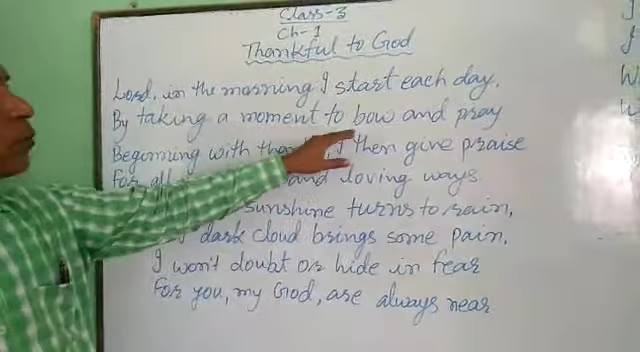 Class-3
Ch-1
Thankful to God
Lord, in the morning I start each day,
By taking a moment to bow and pray
Beginning with I then give praise
For all and loving ways
sunshine turns to rain,
dark cloud brings some pain,
I won't doubt or hide in fear
For you, my God, are always near